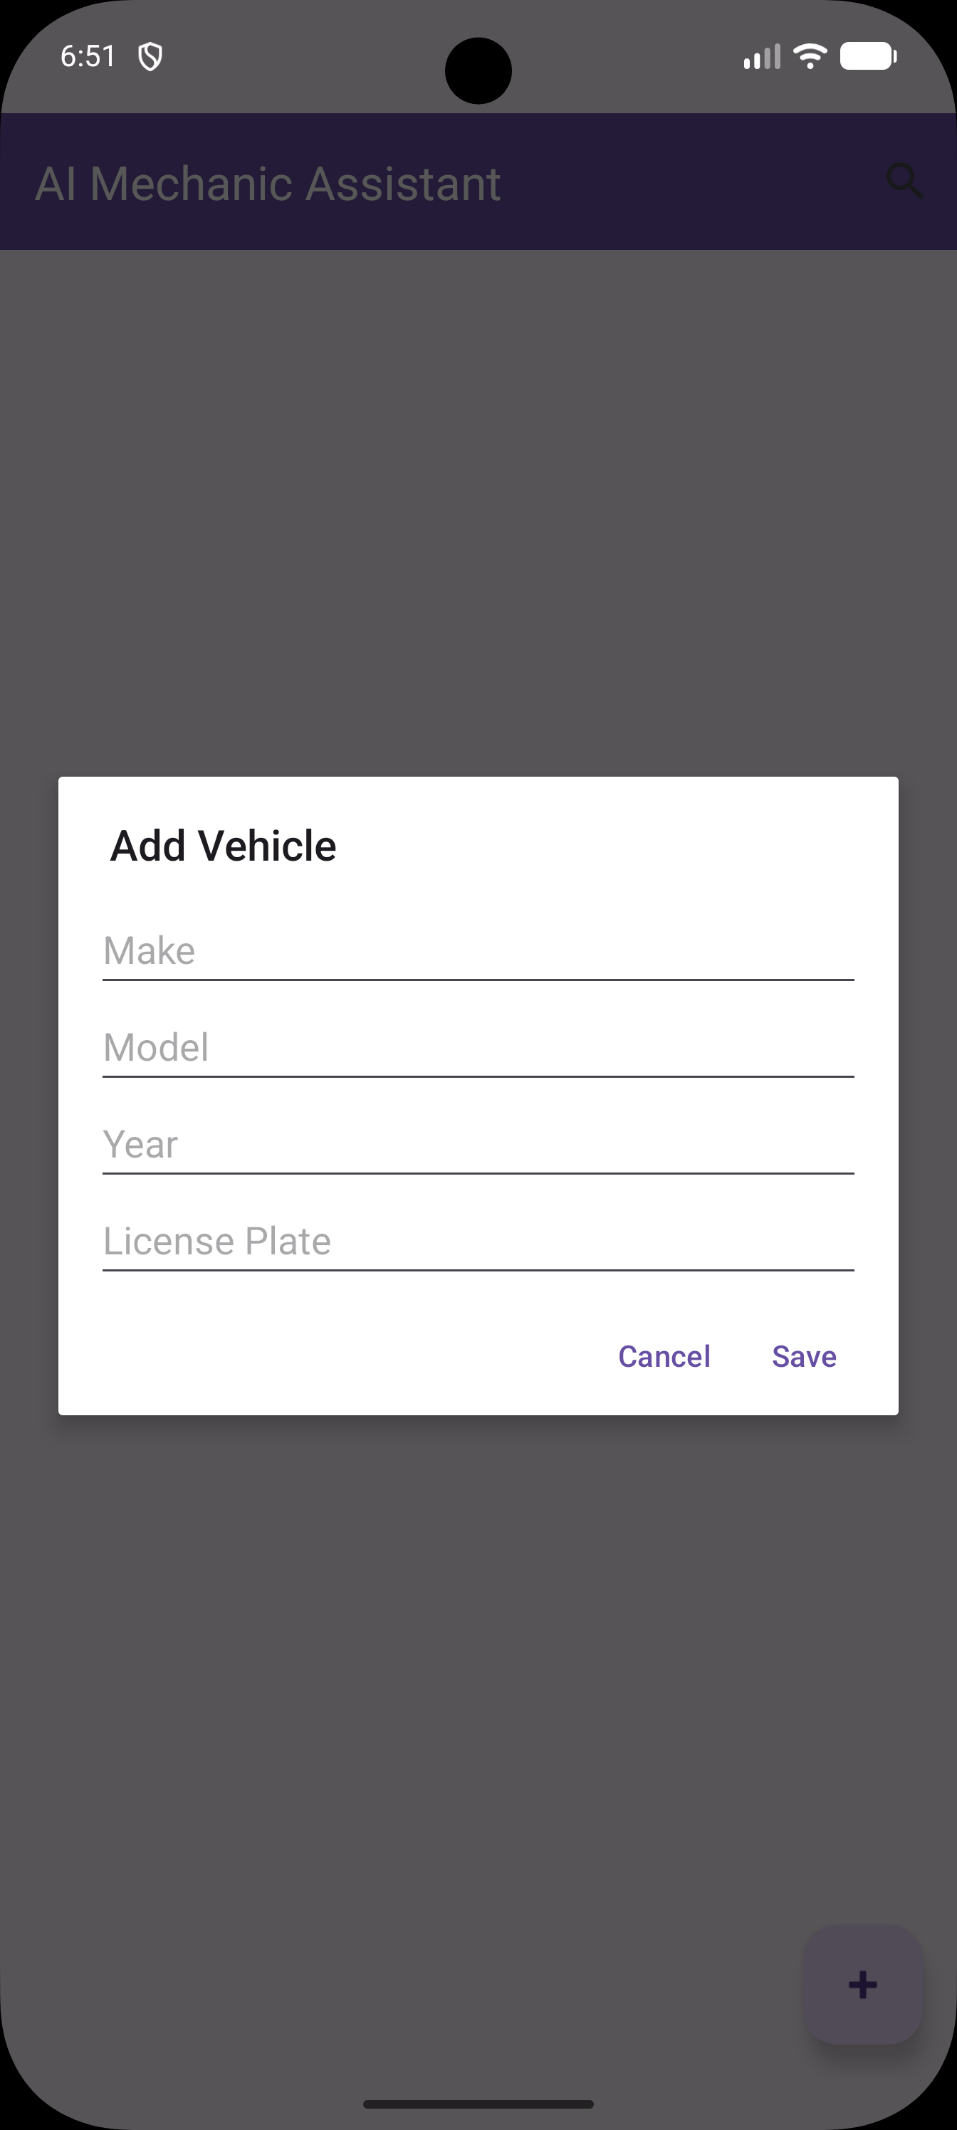 6:51
AI Mechanic Assistant
Add Vehicle
Make
Model
Year
License Plate
Cancel Save